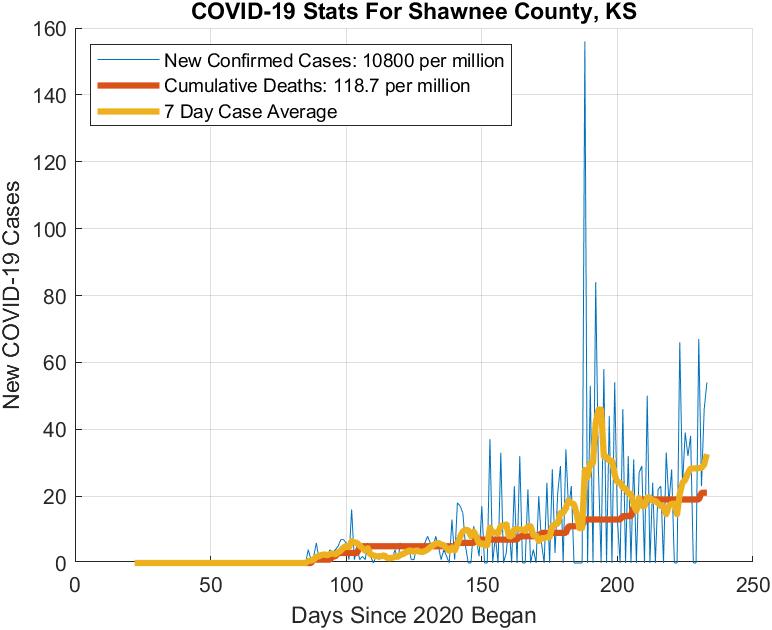 COVID-19 Stats For Shawnee County, KS
New Confirmed Cases: 10800 per million
Cumulative Deaths: 118.7 per million
7 Day Case Average
New COVID-19 Cases
160
140
120
100
80
60
40
20
0
0 50 100 150 200 250
Days Since 2020 Began